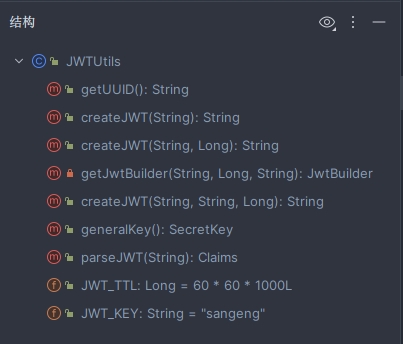 结构
JWTUtils
getUUID(): String
createJWT(String): String
createJWT(String, Long): String
getJwtBuilder(String, Long, String): JwtBuilder
createJWT(String, String, Long): String
generalKey(): SecretKey
parseJWT(String): Claims
JWT_TTL: Long = 60 * 60 * 1000L
JWT_KEY: String = "sangeng"